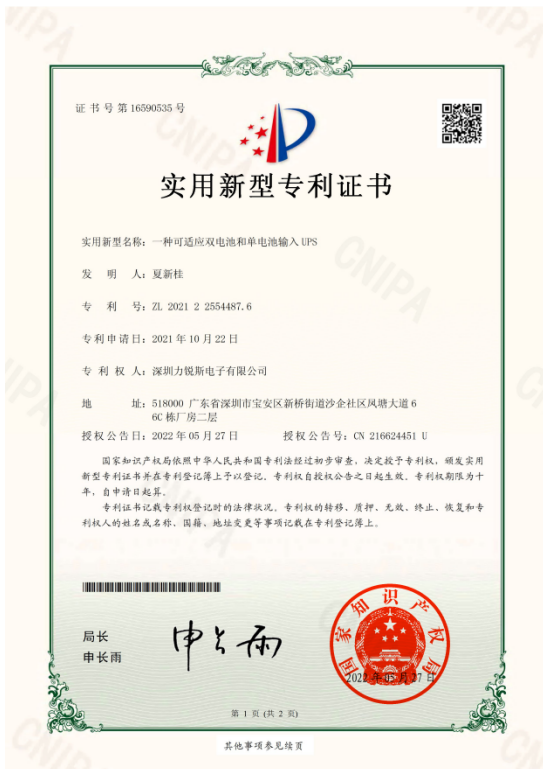 证书号第16590535号
实用新型专利证书
实用新型名称：一种可适应双电池和单电池输入UPS
发 明 人：夏新桂
专 利 号：ZL 2021 2 2554487.6
专利申请日：2021年10月22日
专 利 权 人：深圳力锐斯电子有限公司
地 址：518000 广东省深圳市宝安区新桥街道沙企社区凤塘大道6
6C栋厂房二层
授权公告日：2022年05月27日 授权公告号：CN 216624451 U
国家知识产权局依照中华人民共和国专利法经过初步审查，决定授予专利权，颁发实用
新型专利证书并在专利登记簿上予以登记。专利权自授权公告之日起生效。专利权期限为十
年，自申请日起算。
专利证书记载专利权登记时的法律状况。专利权的转移、质押、无效、终止、恢复和专
利权人的姓名或名称、国籍、地址变更等事项记载在专利登记簿上。
局长
申长雨
申长雨
国家知识产权局
2022年05月27日
第 1 页 (共 2 页)
其他事项参见续页
CNIPA